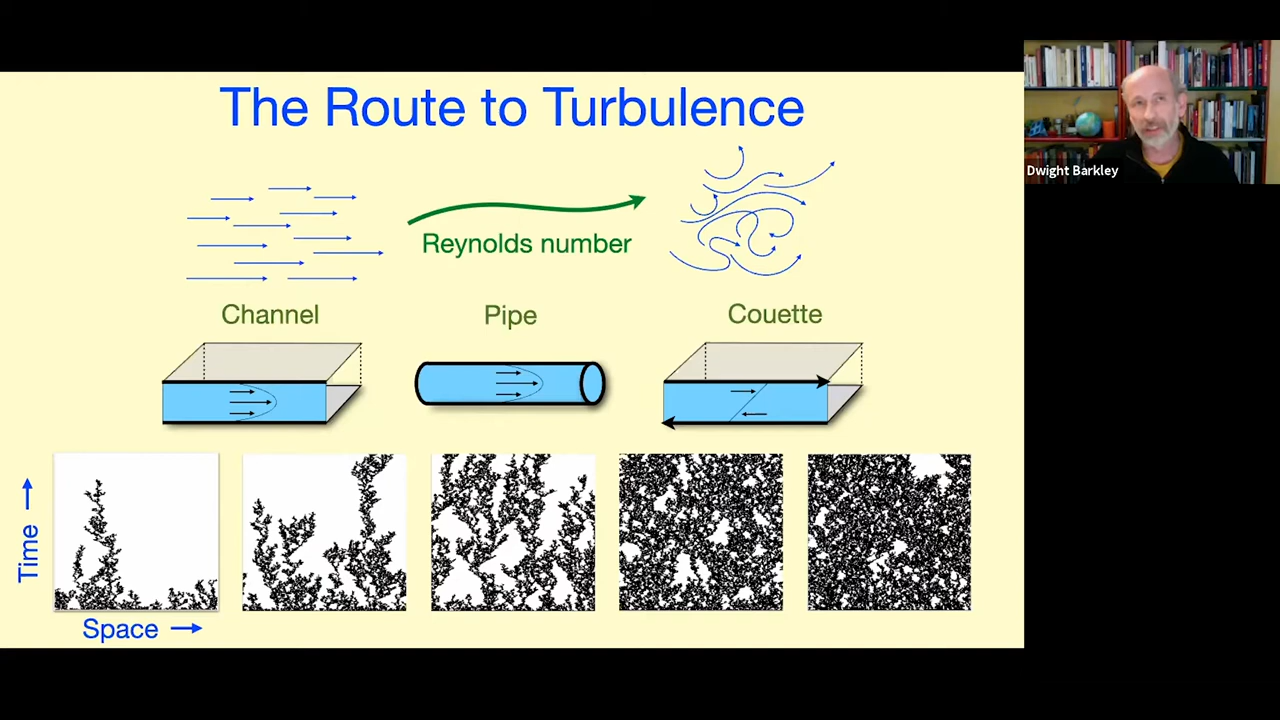 The Route to Turbulence
Dwight Barkley
Reynolds number
Channel
Pipe
Couette
Time
Space